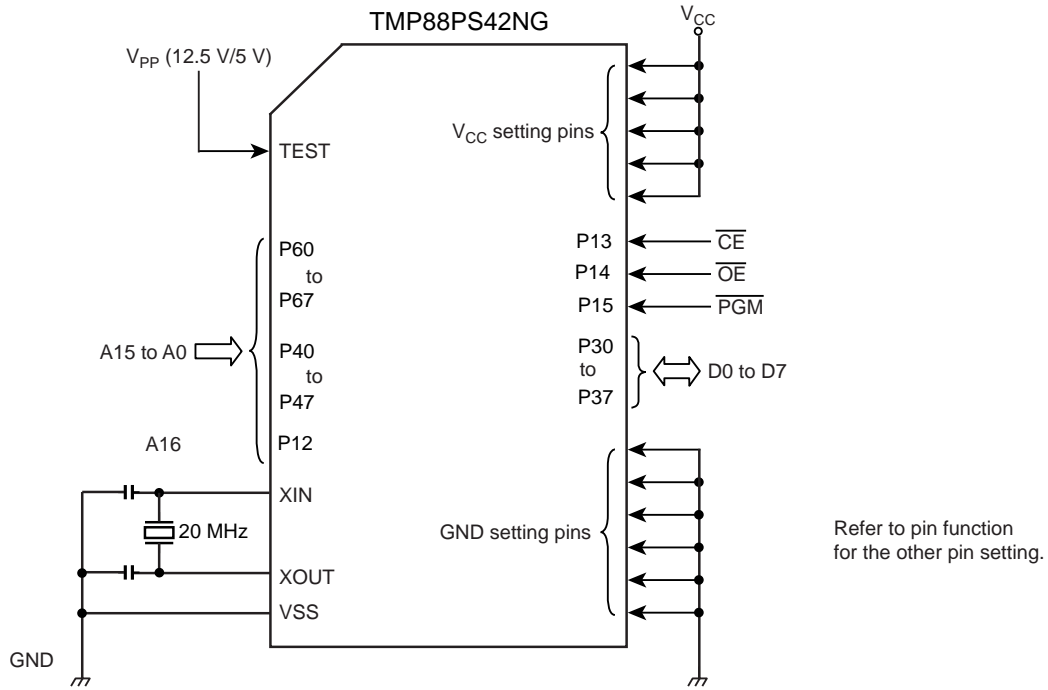 TMP88PS42NG
VCC
VPP (12.5 V/5 V)
VCC setting pins
TEST
P13
CE
P60
to
P67
P14
OE
P15
PGM
A15 to A0
P40
to
P47
P30
to
P37
D0 to D7
A16
P12
XIN
20 MHz
XOUT
VSS
GND
GND setting pins
Refer to pin function
for the other pin setting.